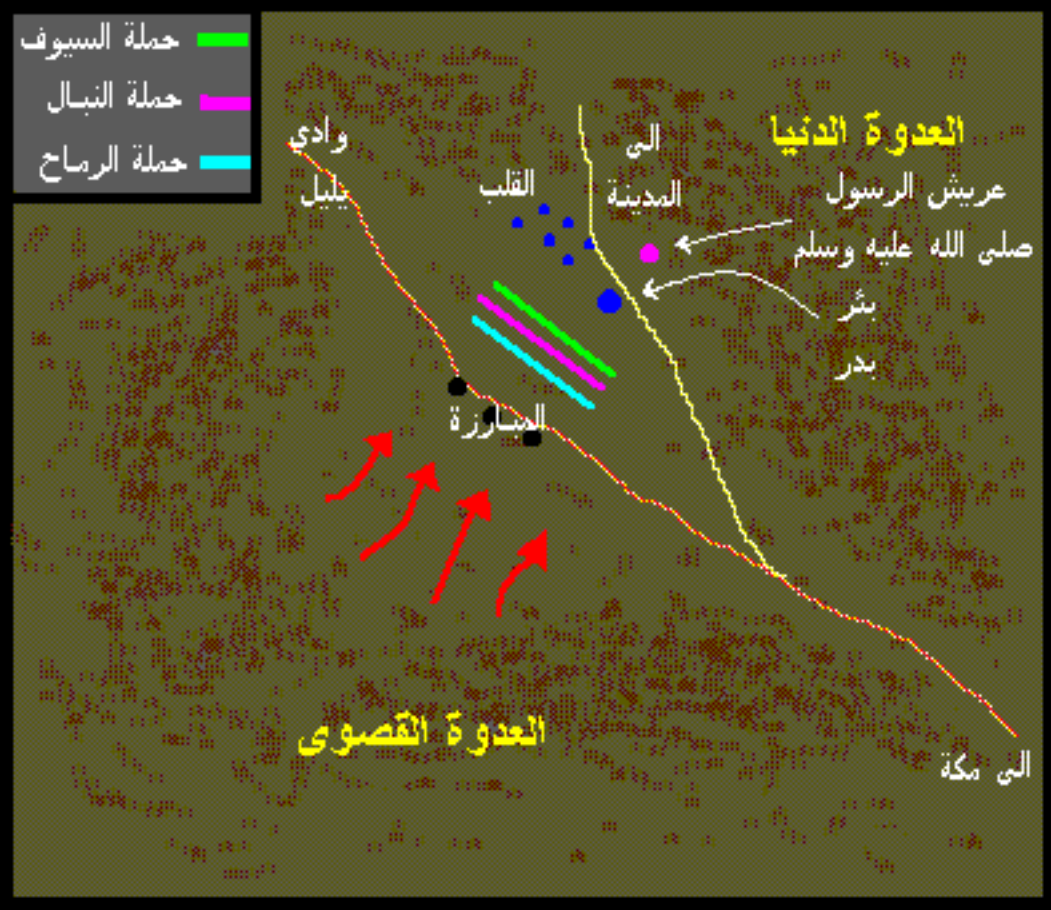 حملة السيوف
حملة النبال
حملة الرماح
العدوة الدنيا
وادي
يليل
القلب
الى
المدينة
عريش الرسول
صلى الله عليه وسلم
بئر
بدر
المبارزة
العدوة القصوى
الى مكة